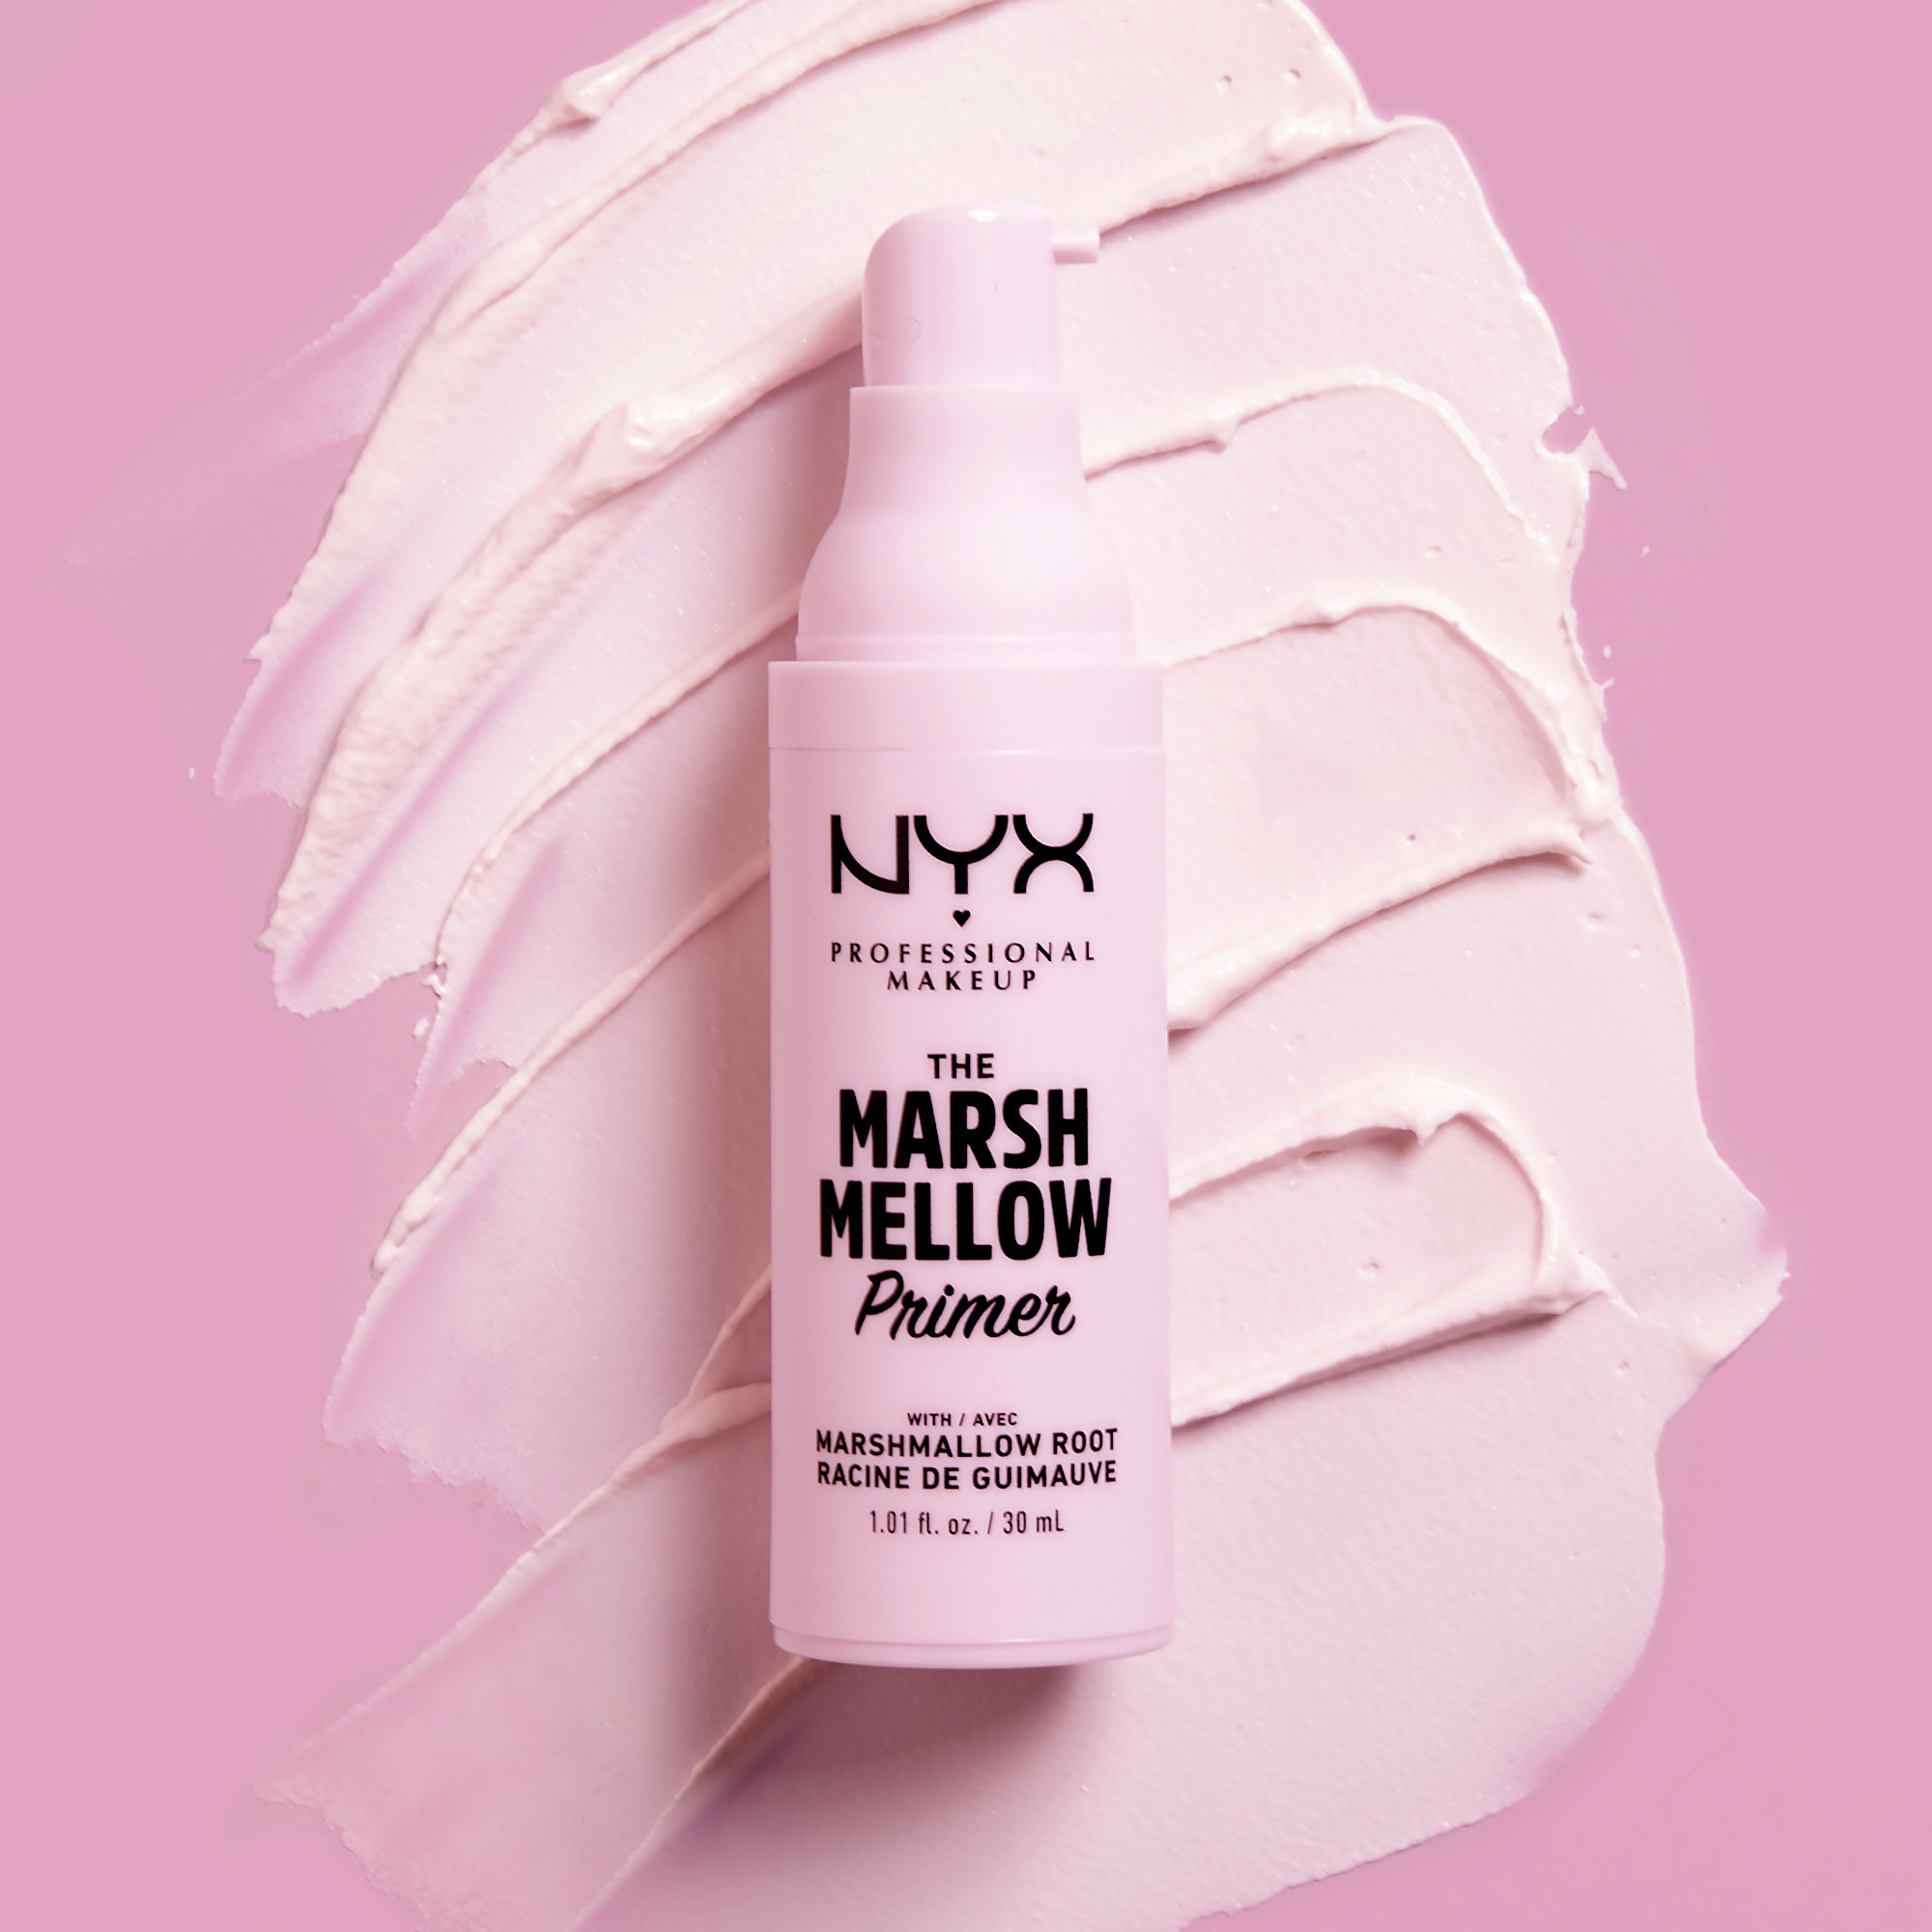 NYX
PROFESSIONAL
MAKEUP
THE
MARSH
MELLOW
Primer
WITH / AVEC
MARSHMALLOW ROOT
RACINE DE GUIMAUVE
1.01 fl. oz. / 30 mL